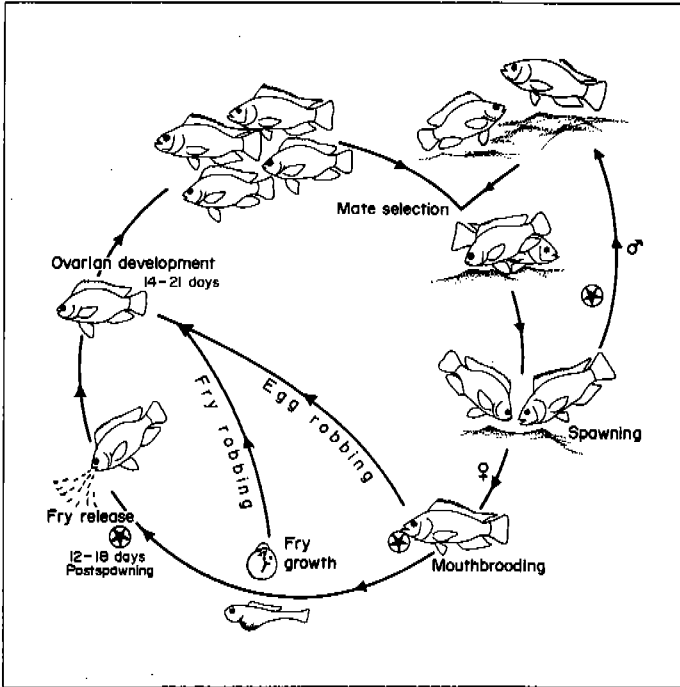 Mate selection
Ovarian development
14-21 days
♂
Fry robbing
Egg robbing
Spawning
♀
Fry release
12-18 days
Postspawning
Fry
growth
Mouthbrooding